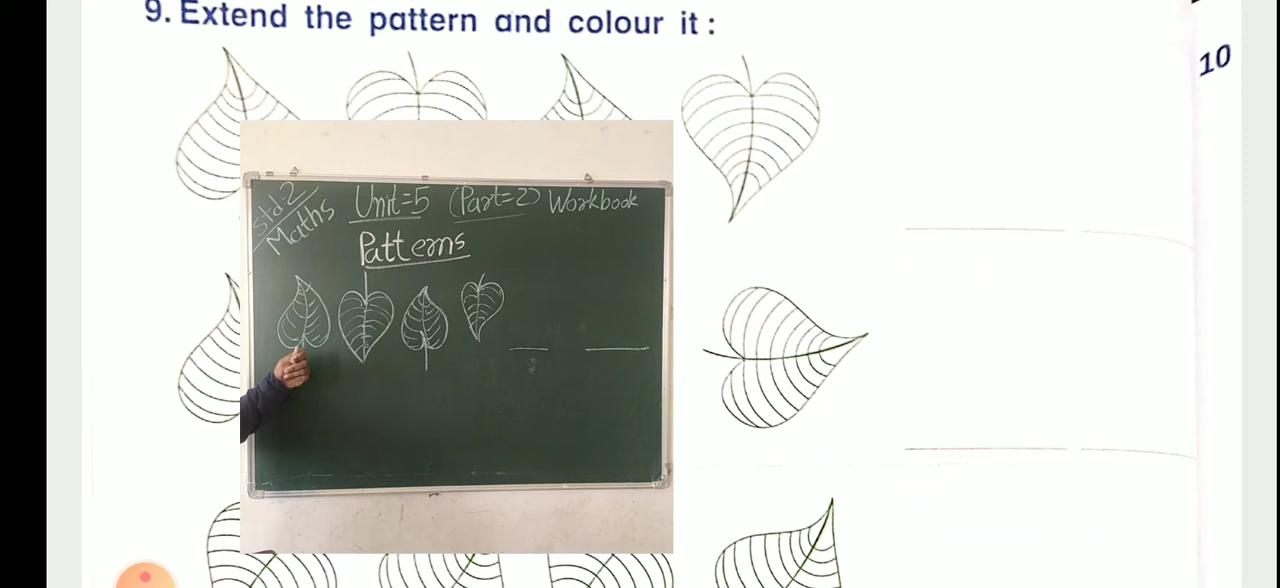 9. Extend the pattern and colour it :
10
Std:2 Unit=5 (Part=2) Workbook
Maths
Patterns